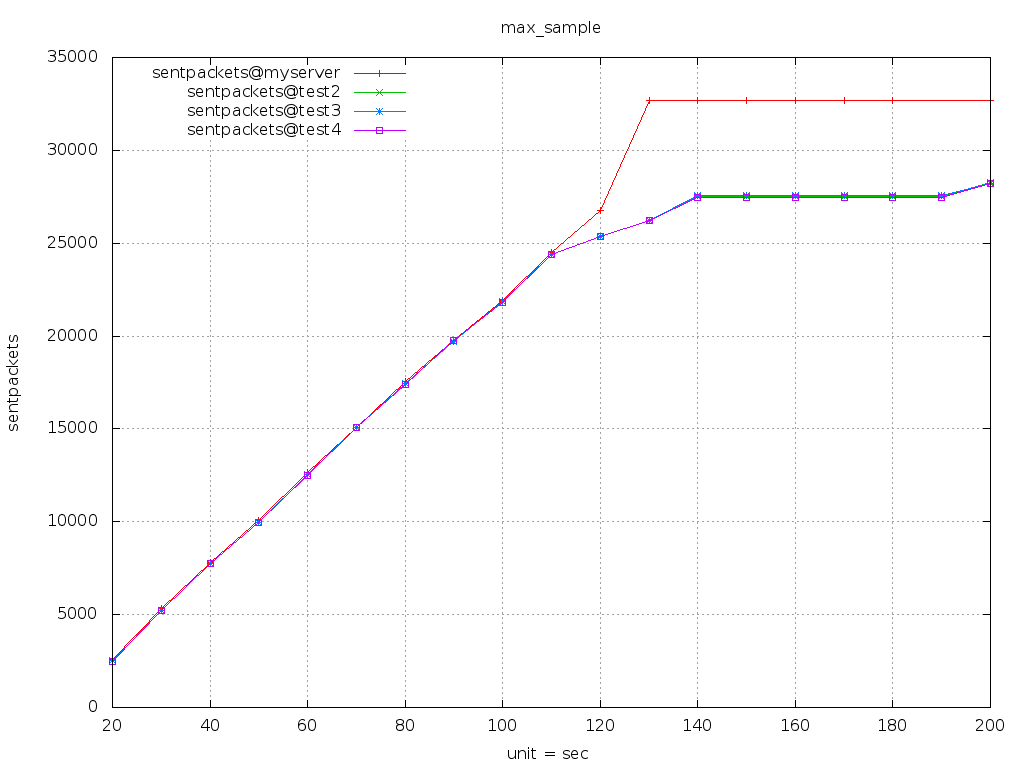 max_sample
35000
30000
25000
20000
15000
10000
5000
0
sentpackets@myserver
sentpackets@test2
sentpackets@test3
sentpackets@test4
sentpackets
20 40 60 80 100 120 140 160 180 200
unit = sec